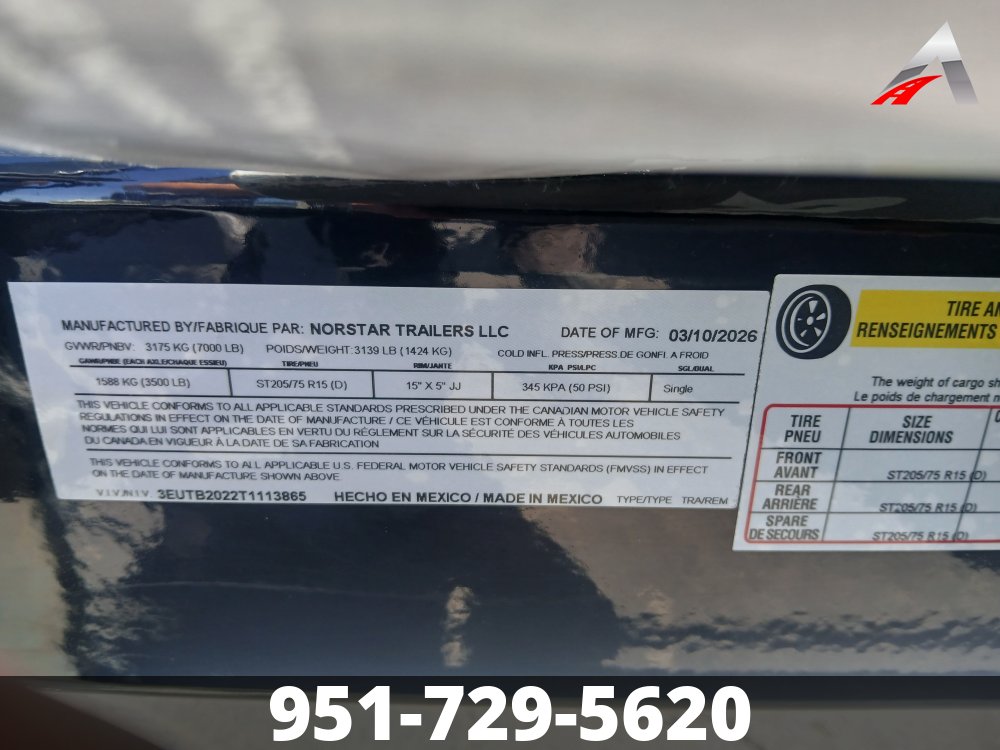 MANUFACTURED BY/FABRIQUE PAR: NORSTAR TRAILERS LLC DATE OF MFG: 03/10/2026
GVWR/PNBV: 3175 KG (7000 LB) POIDS/WEIGHT:3139 LB (1424 KG) COLD INFL. PRESS/PRESS.DE GONFL A FROID
GAWR/PNBE (EACH AXLE/CHAQUE ESSIEU) TIRE/PNEU RIM/JANTE KPA PSI/LPC SGL/DUAL
1588 KG (3500 LB) ST205/75 R15 (D) 15" X 5" JJ 345 KPA (50 PSI) Single
THIS VEHICLE CONFORMS TO ALL APPLICABLE STANDARDS PRESCRIBED UNDER THE CANADIAN MOTOR VEHICLE SAFETY
REGULATIONS IN EFFECT ON THE DATE OF MANUFACTURE / CE VÉHICULE EST CONFORME À TOUTES LES
NORMES QUI LUI SONT APPLICABLES EN VERTU DU RÉGLEMENT SUR LA SÉCURITÉ DES VÉHICULES AUTOMOBILES
DU CANADA EN VIGUEUR À LA DATE DE SA FABRICATION
THIS VEHICLE CONFORMS TO ALL APPLICABLE U.S. FEDERAL MOTOR VEHICLE SAFETY STANDARDS (FMVSS) IN EFFECT
ON THE DATE OF MANUFACTURE SHOWN ABOVE
V.I.V./N.I.V 3EUTB2022T1113865 HECHO EN MEXICO / MADE IN MEXICO TYPE/TYPE TRA/REM
TIRE AN
RENSEIGNEMENTS
The weight of cargo sh
Le poids de chargement n
TIRE SIZE
PNEU DIMENSIONS
FRONT
AVANT ST205/75 R15 (D)
REAR
ARRIÈRE ST205/75 R15 (D)
SPARE
DE SECOURS ST205/75 R15 (D)
951-729-5620